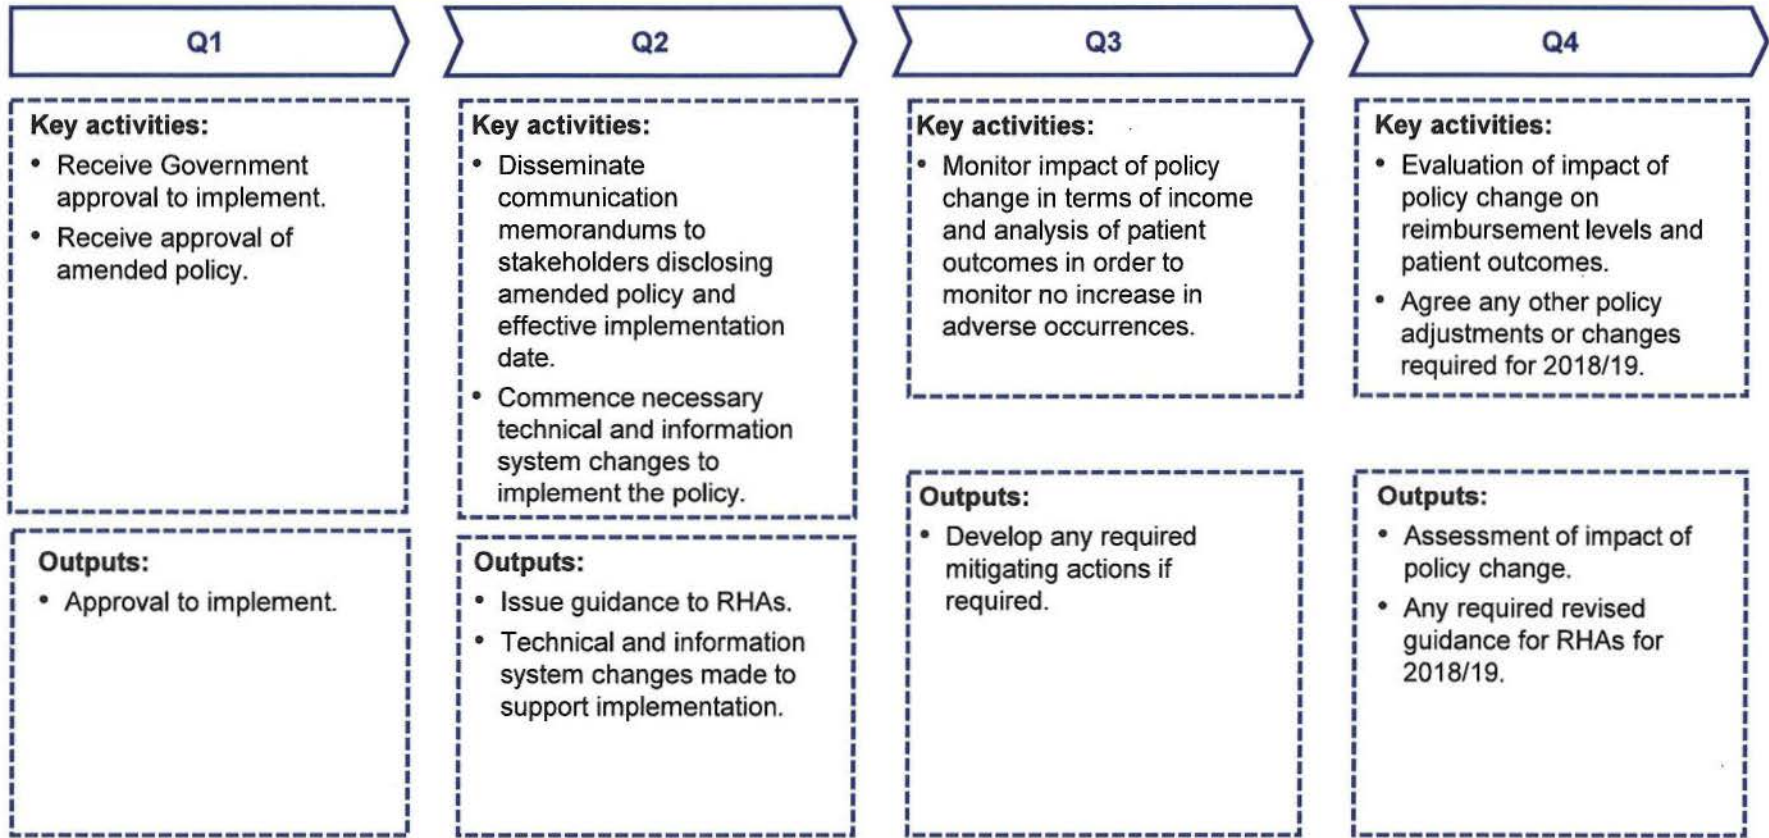 Q1
Q2
Q3
Q4
Key activities:
• Receive Government
approval to implement.
• Receive approval of
amended policy.
Outputs:
• Approval to implement.
Key activities:
• Disseminate
communication
memorandums to
stakeholders disclosing
amended policy and
effective implementation
date.
• Commence necessary
technical and information
system changes to
implement the policy.
Outputs:
• Issue guidance to RHAs.
• Technical and information
system changes made to
support implementation.
Key activities:
• Monitor impact of policy
change in terms of income
and analysis of patient
outcomes in order to
monitor no increase in
adverse occurrences.
Outputs:
• Develop any required
mitigating actions if
required.
Key activities:
• Evaluation of impact of
policy change on
reimbursement levels and
patient outcomes.
• Agree any other policy
adjustments or changes
required for 2018/19.
Outputs:
• Assessment of impact of
policy change.
• Any required revised
guidance for RHAs for
2018/19.